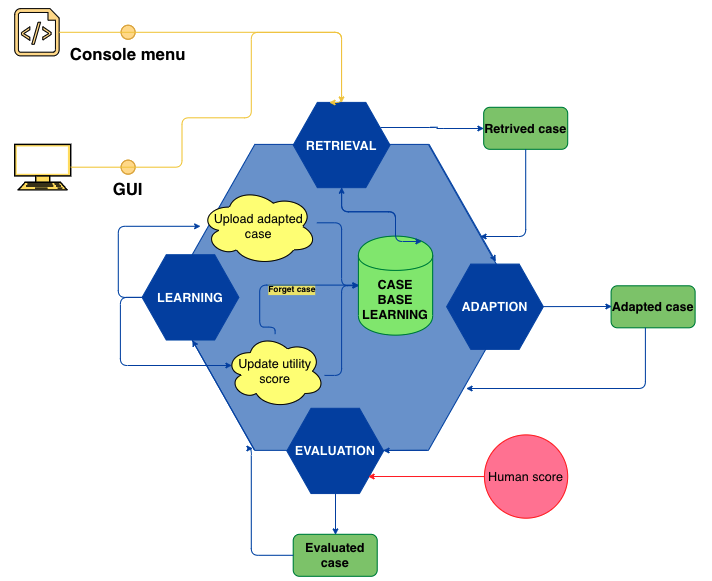 </>
Console menu
GUI
RETRIEVAL
Retrived case
Upload adapted
case
CASE
BASE
LEARNING
Forget case
LEARNING
ADAPTION
Adapted case
Update utility
score
EVALUATION
Human score
Evaluated
case